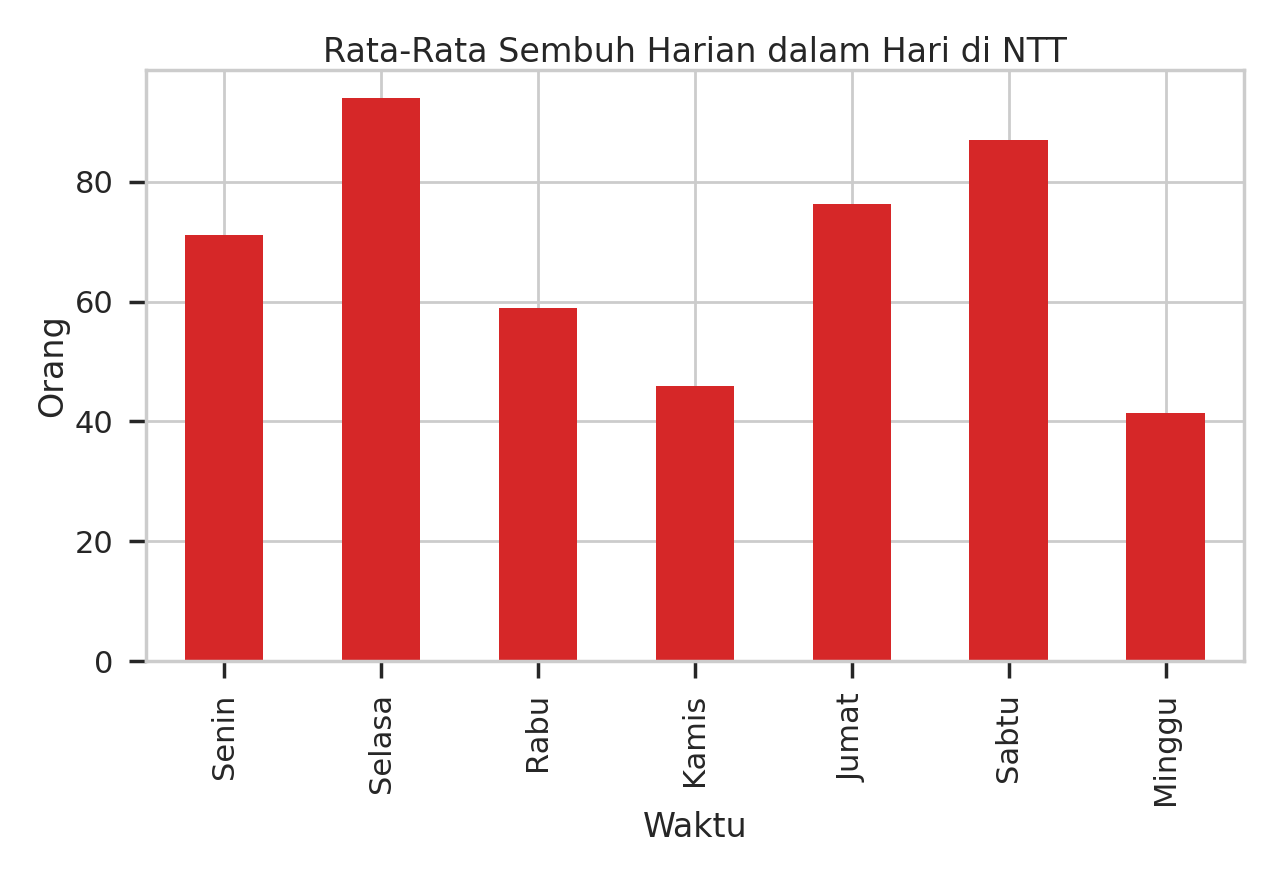 Rata-Rata Sembuh Harian dalam Hari di NTT
Orang
80
60
40
20
0
Senin
Selasa
Rabu
Kamis
Jumat
Sabtu
Minggu
Waktu